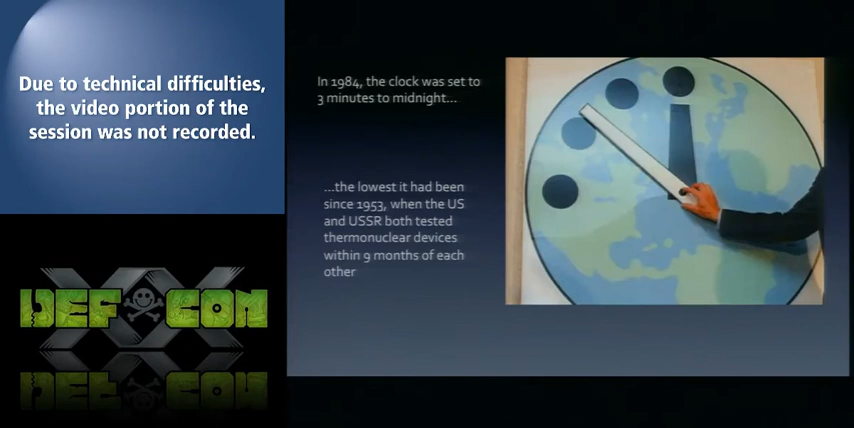 Due to technical difficulties,
the video portion of the
session was not recorded.
DEF CON
XX
In 1984, the clock was set to
3 minutes to midnight...
...the lowest it had been
since 1953, when the US
and USSR both tested
thermonuclear devices
within 9 months of each
other